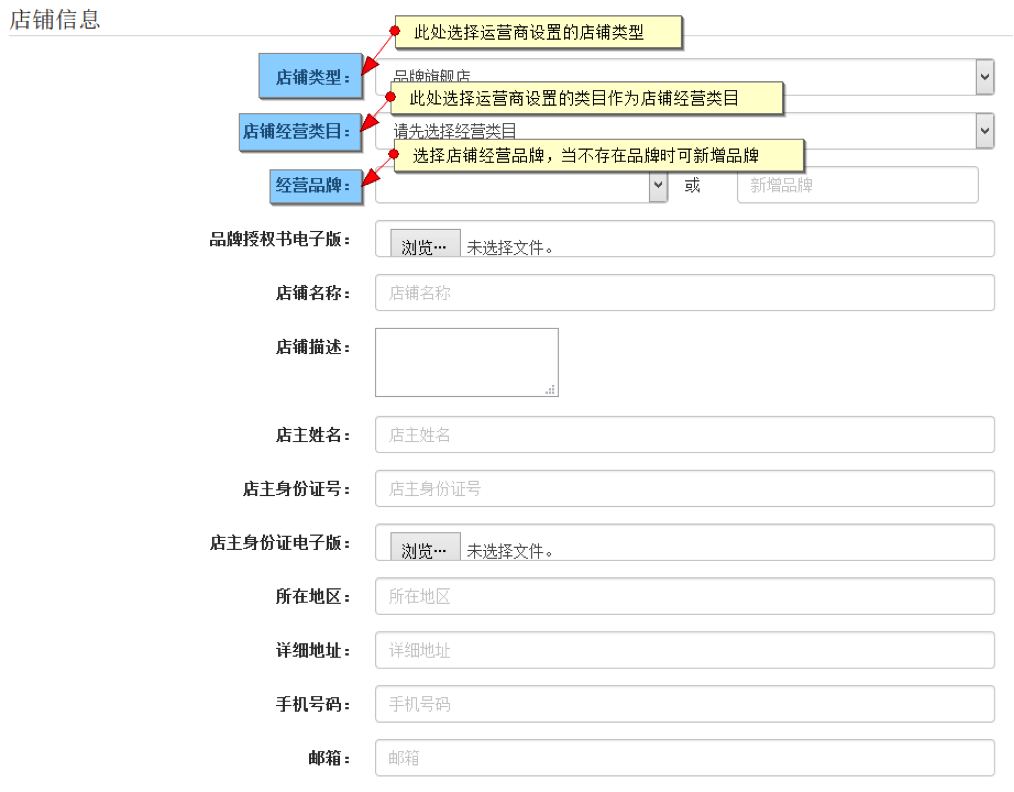 店铺信息
此处选择运营商设置的店铺类型
店铺类型：
品牌旗舰店
此处选择运营商设置的类目作为店铺经营类目
店铺经营类目：
请先选择经营类目
选择店铺经营品牌，当不存在品牌时可新增品牌
经营品牌： 或 新增品牌
品牌授权书电子版： 浏览… 未选择文件。
店铺名称： 店铺名称
店铺描述：
店主姓名： 店主姓名
店主身份证号： 店主身份证号
店主身份证电子版： 浏览… 未选择文件。
所在地区： 所在地区
详细地址： 详细地址
手机号码： 手机号码
邮箱： 邮箱